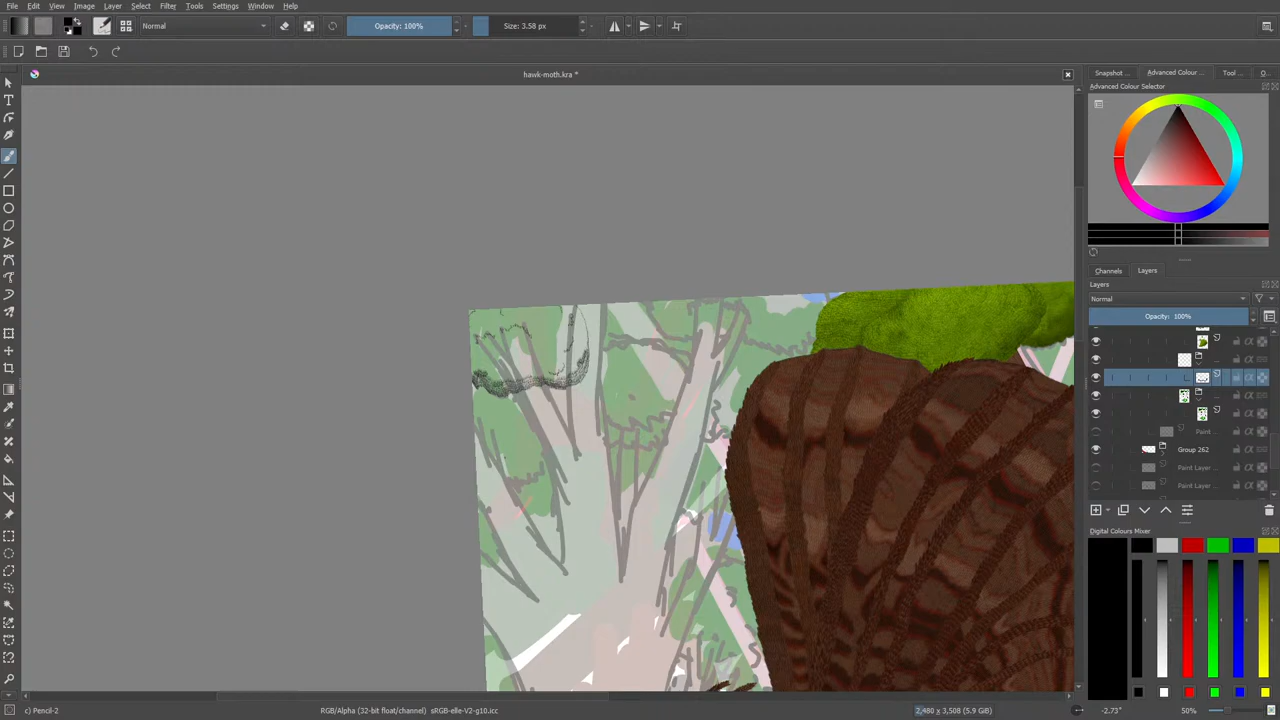 File Edit View Image Layer Select Filter Tools Settings Window Help
Normal Opacity: 100% Size: 3.58 px
hawk-moth.kra *
Snapshot ... Advanced Colour ... Tool ... O...
Advanced Colour Selector
Channels Layers
Layers
Normal
Opacity: 100%
Paint ...
Group 262
Paint Layer ...
Paint Layer ...
Digital Colours Mixer
c) Pencil-2 RGB/Alpha (32-bit float/channel) sRGB-elle-V2-g10.icc 2,480 x 3,508 (5.9 GiB) -2.73° 50%